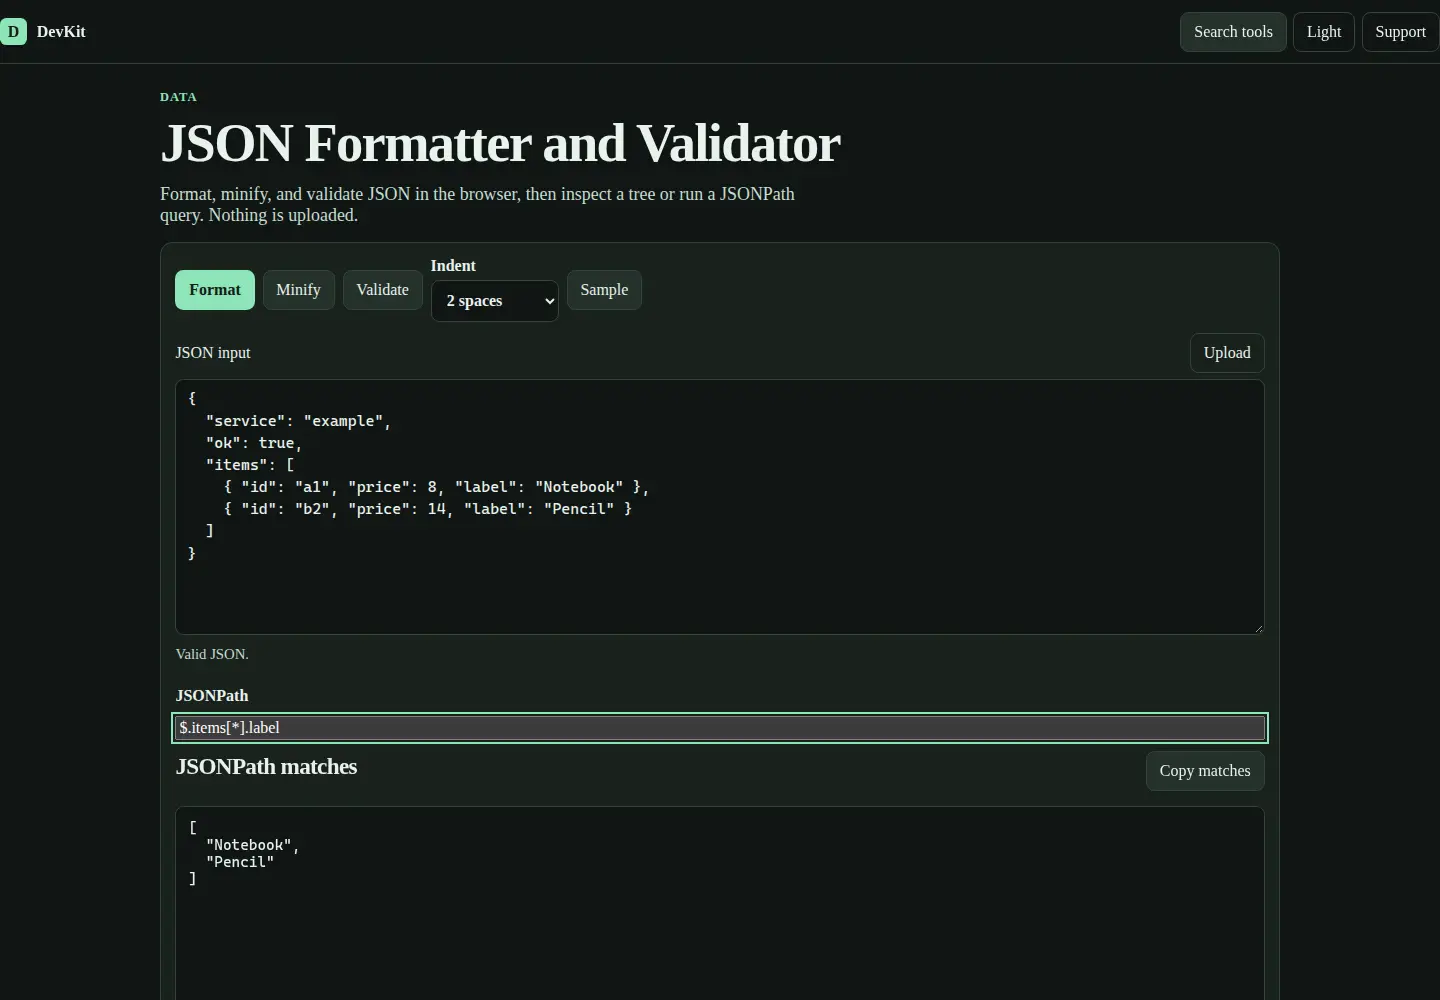 D DevKit
Search tools Light Support
DATA
JSON Formatter and Validator
Format, minify, and validate JSON in the browser, then inspect a tree or run a JSONPath
query. Nothing is uploaded.
Indent
Format Minify Validate 2 spaces Sample
JSON input Upload
{
  "service": "example",
  "ok": true,
  "items": [
    { "id": "a1", "price": 8, "label": "Notebook" },
    { "id": "b2", "price": 14, "label": "Pencil" }
  ]
}
Valid JSON.
JSONPath
$.items[*].label
JSONPath matches Copy matches
[
  "Notebook",
  "Pencil"
]